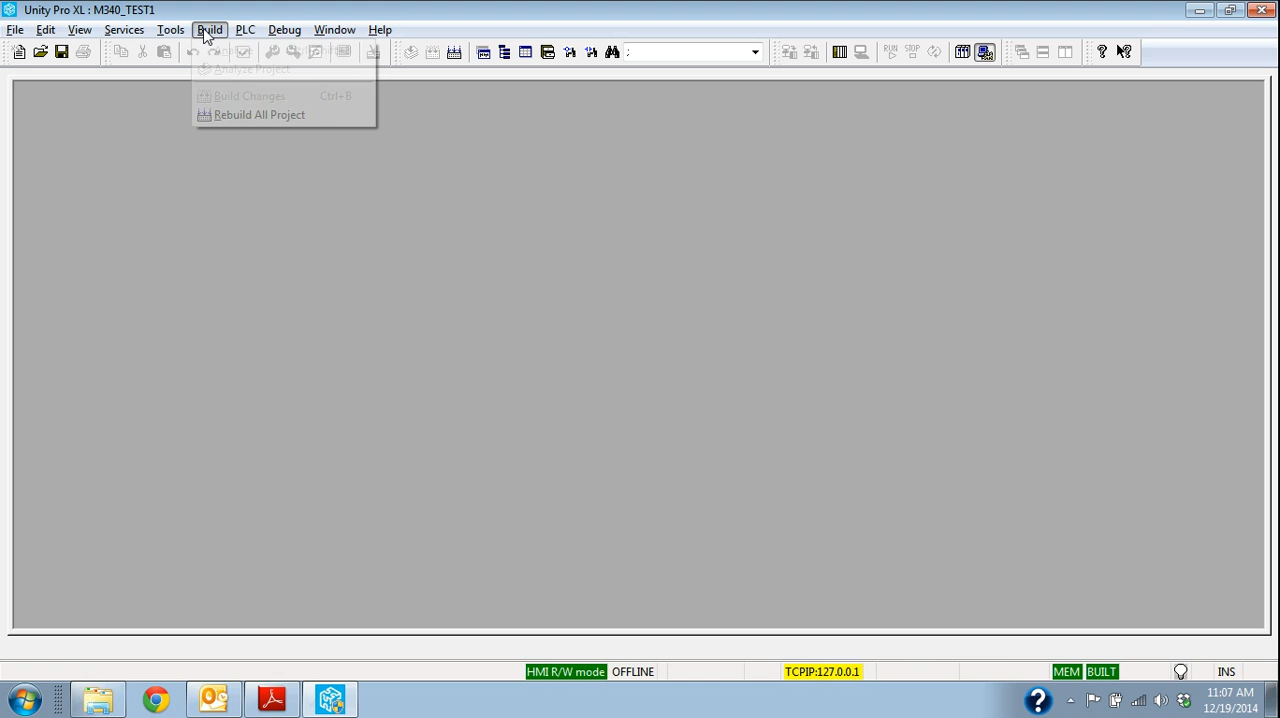 Unity Pro XL : M340_TEST1
File Edit View Services Tools Build PLC Debug Window Help
RUN STOP ;
Analyze Project
Build Changes Ctrl+B
Rebuild All Project
HMI R/W mode OFFLINE TCPIP:127.0.0.1 MEM BUILT INS
11:07 AM
12/19/2014